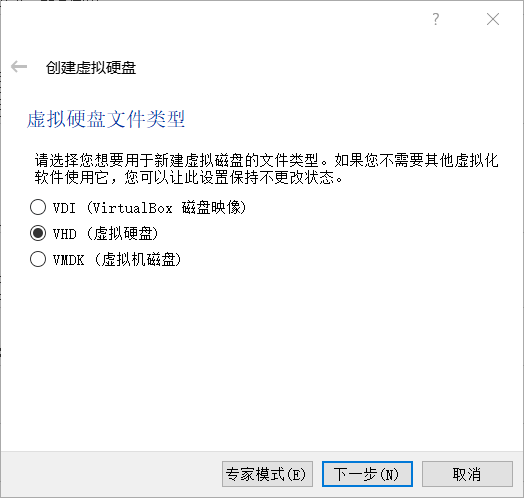 ?
创建虚拟硬盘
虚拟硬盘文件类型
请选择您想要用于新建虚拟磁盘的文件类型。如果您不需要其他虚拟化
软件使用它，您可以让此设置保持不更改状态。
VDI (VirtualBox 磁盘映像)
VHD (虚拟硬盘)
VMDK (虚拟机磁盘)
专家模式(E) 下一步(N) 取消